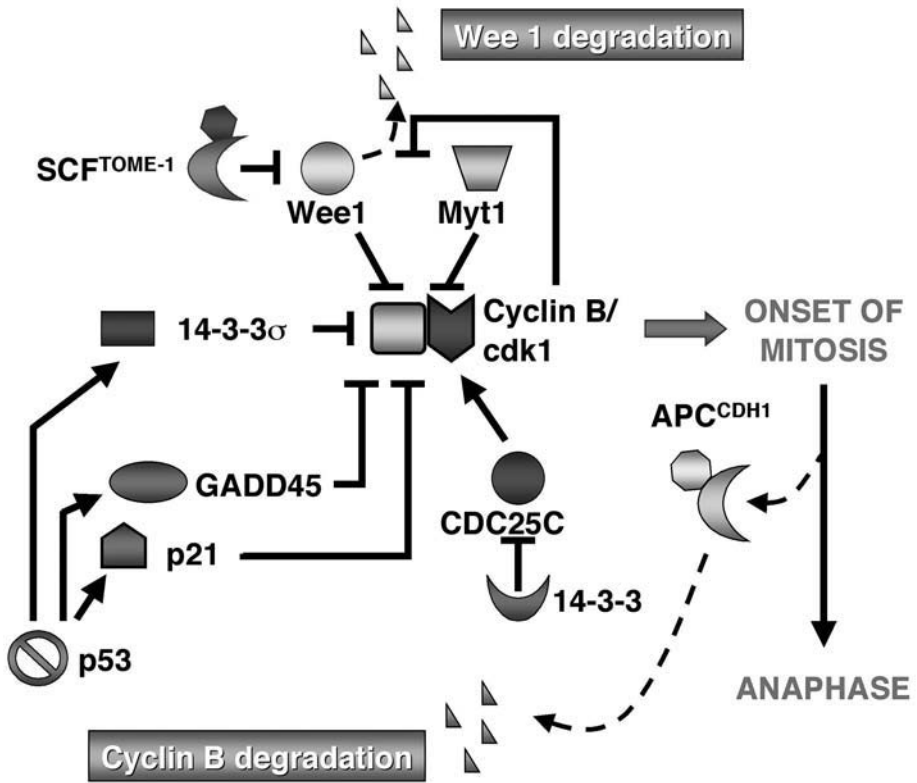 Wee 1 degradation
SCFTOME-1
Wee1
Myt1
14-3-3σ
Cyclin B/
cdk1
ONSET OF
MITOSIS
APCCDH1
GADD45
CDC25C
p21
14-3-3
p53
ANAPHASE
Cyclin B degradation